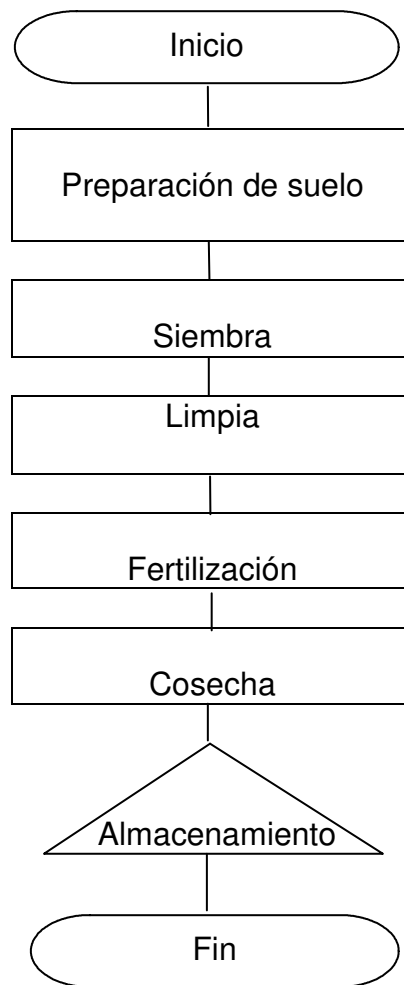 Inicio
Preparación de suelo
Siembra
Limpia
Fertilización
Cosecha
Almacenamiento
Fin